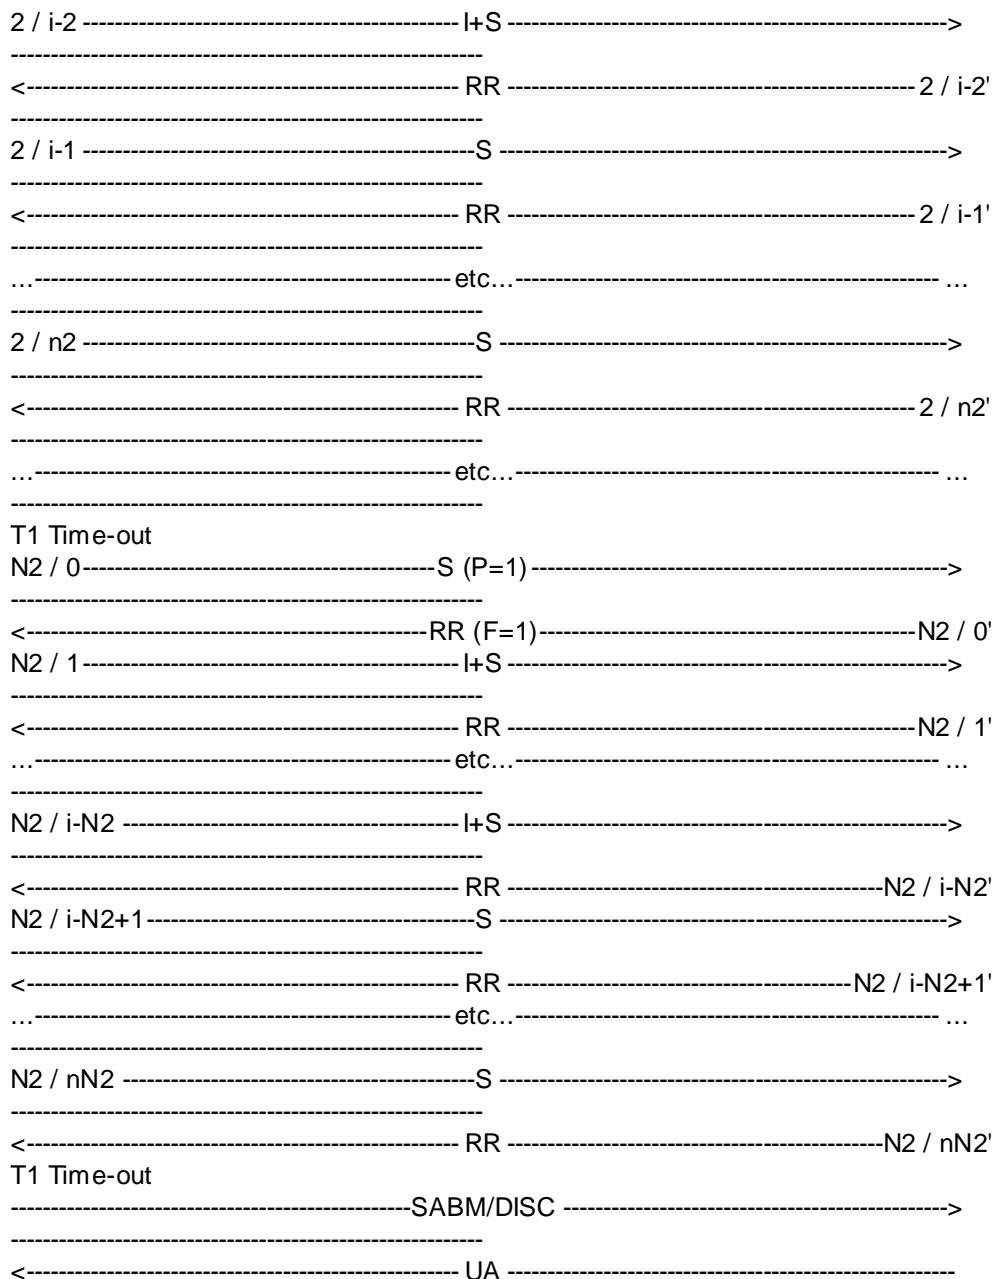 2 / i-2 ----------------------------------------------- I+S ------------------------------------------------------->
-----------------------------------------------------------
<------------------------------------------------------ RR --------------------------------------------------- 2 / i-2'
-----------------------------------------------------------
2 / i-1 -------------------------------------------------S -------------------------------------------------------->
-----------------------------------------------------------
<------------------------------------------------------ RR --------------------------------------------------- 2 / i-1'
-----------------------------------------------------------
…---------------------------------------------------- etc…----------------------------------------------------- …
-----------------------------------------------------------
2 / n2 -------------------------------------------------S -------------------------------------------------------->
-----------------------------------------------------------
<------------------------------------------------------ RR --------------------------------------------------- 2 / n2'
-----------------------------------------------------------
…---------------------------------------------------- etc…----------------------------------------------------- …
-----------------------------------------------------------
T1 Time-out
N2 / 0--------------------------------------------S (P=1) ---------------------------------------------------->
-----------------------------------------------------------
<--------------------------------------------------RR (F=1)-----------------------------------------------N2 / 0'
N2 / 1----------------------------------------------- I+S ------------------------------------------------------->
-----------------------------------------------------------
<------------------------------------------------------ RR ---------------------------------------------------N2 / 1'
…---------------------------------------------------- etc…----------------------------------------------------- …
-----------------------------------------------------------
N2 / i-N2 ------------------------------------------ I+S ------------------------------------------------------->
-----------------------------------------------------------
<------------------------------------------------------ RR -----------------------------------------------N2 / i-N2'
N2 / i-N2+1-----------------------------------------S -------------------------------------------------------->
-----------------------------------------------------------
<------------------------------------------------------ RR -------------------------------------------N2 / i-N2+1'
…---------------------------------------------------- etc…----------------------------------------------------- …
-----------------------------------------------------------
N2 / nN2 --------------------------------------------S -------------------------------------------------------->
-----------------------------------------------------------
<------------------------------------------------------ RR -----------------------------------------------N2 / nN2'
T1 Time-out
--------------------------------------------------SABM/DISC ------------------------------------------------>
-----------------------------------------------------------
<------------------------------------------------------ UA --------------------------------------------------------